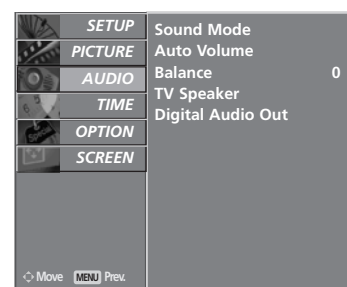 SETUP
PICTURE
AUDIO
TIME
OPTION
SCREEN
Move MENU Prev.
Sound Mode
Auto Volume
Balance 0
TV Speaker
Digital Audio Out